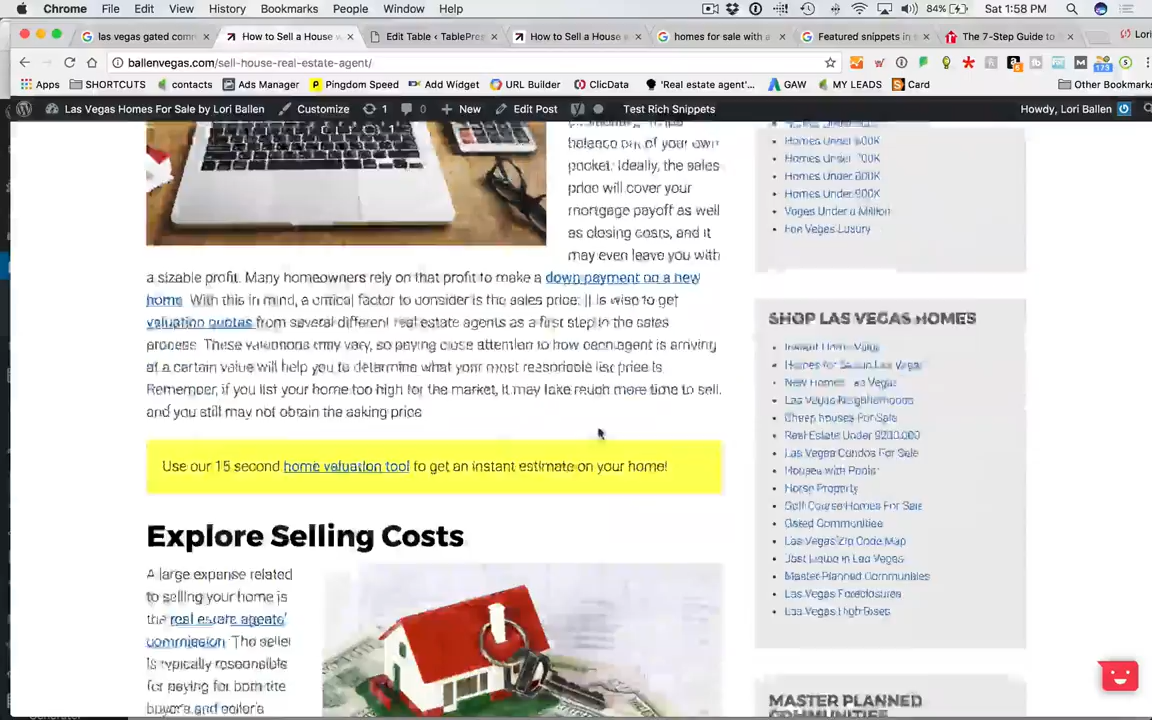 Chrome File Edit View History Bookmarks People Window Help 84% Sat 1:58 PM
las vegas gated com × How to Sell a House w × Edit Table ‹ TablePres × How to Sell a House w × homes for sale with a × Featured snippets in s × The 7-Step Guide to × Lori
ballenvegas.com/sell-house-real-estate-agent/
Apps SHORTCUTS contacts Ads Manager Pingdom Speed Add Widget URL Builder ClicData 'Real estate agent'... GAW MY LEADS Card Other Bookmarks
Las Vegas Homes For Sale by Lori Ballen Customize 1 0 New Edit Post Test Rich Snippets Howdy, Lori Ballen
balance out of your own
pocket. Ideally, the sales
price will cover your
mortgage payoff as well
as closing costs, and it
may even leave you with
a sizable profit. Many homeowners rely on that profit to make a down payment on a new
home. With this in mind, a critical factor to consider is the sales price. It is wise to get
valuation quotes from several different real estate agents as a first step in the sales
process. These valuations may vary, so paying close attention to how each agent is arriving
at a certain value will help you to determine what your most reasonable list price is.
Remember, if you list your home too high for the market, it may take much more time to sell,
and you still may not obtain the asking price
Use our 15 second home valuation tool to get an instant estimate on your home!
Explore Selling Costs
A large expense related
to selling your home is
the real estate agents'
commission. The seller
is typically responsible
for paying for both the
buyers and seller's
Homes Under 700K
Homes Under 800K
Homes Under 900K
Vegas Under a Million
For Vegas Luxury
SHOP LAS VEGAS HOMES
Instant Home Value
Homes for Sale in Las Vegas
New Homes Las Vegas
Las Vegas Neighborhoods
Cheap houses For Sale
Real Estate Under $200,000
Las Vegas Condos For Sale
Houses with Pools
Horse Property
Golf Course Homes For Sale
Gated Communities
Las Vegas Zip Code Map
Just Listed in Las Vegas
Master Planned Communities
Las Vegas Foreclosures
Las Vegas High Rises
MASTER PLANNED
COMMUNITIES